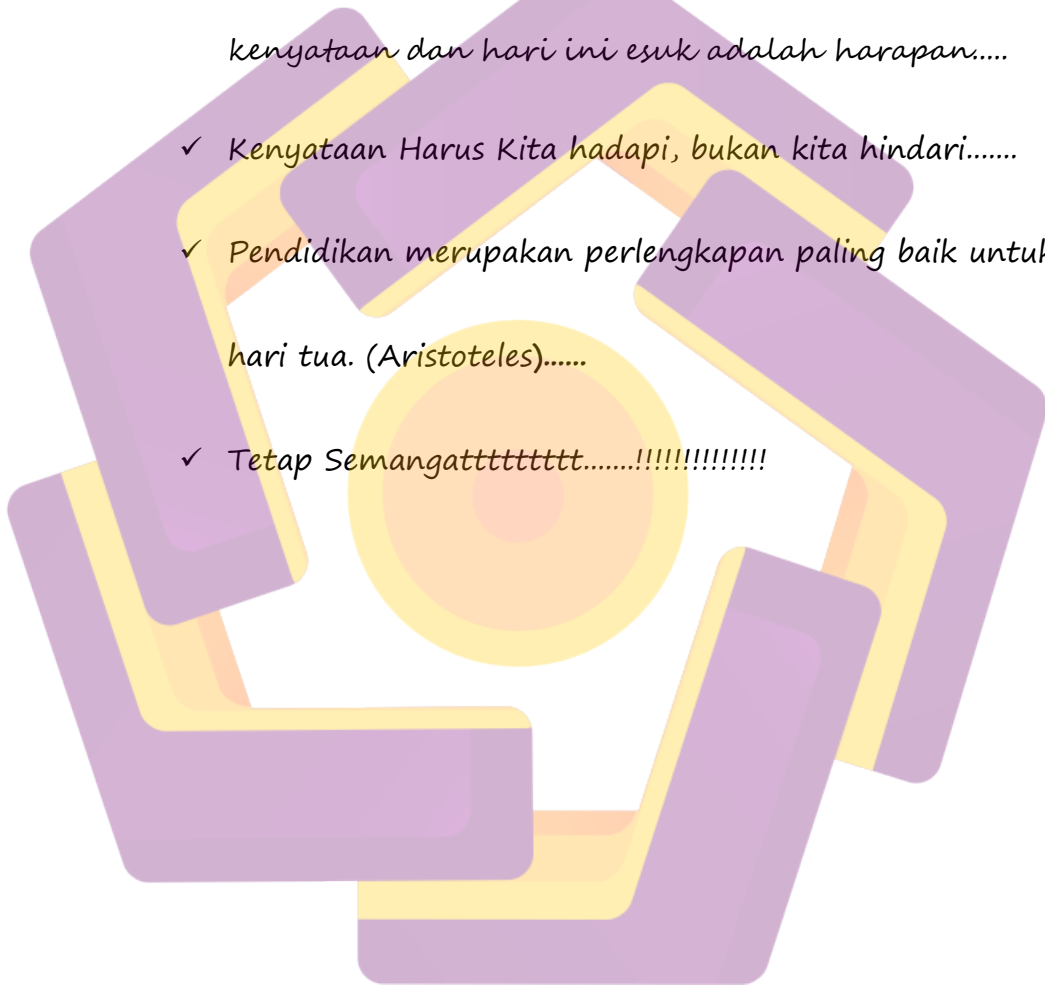 kenyataan dan hari ini esuk adalah harapan.....
✓ Kenyataan Harus Kita hadapi, bukan kita hindari.......
✓ Pendidikan merupakan perlengkapan paling baik untuk
hari tua. (Aristoteles)......
✓ Tetap Semangatttttttttt.......!!!!!!!!!!!!!!